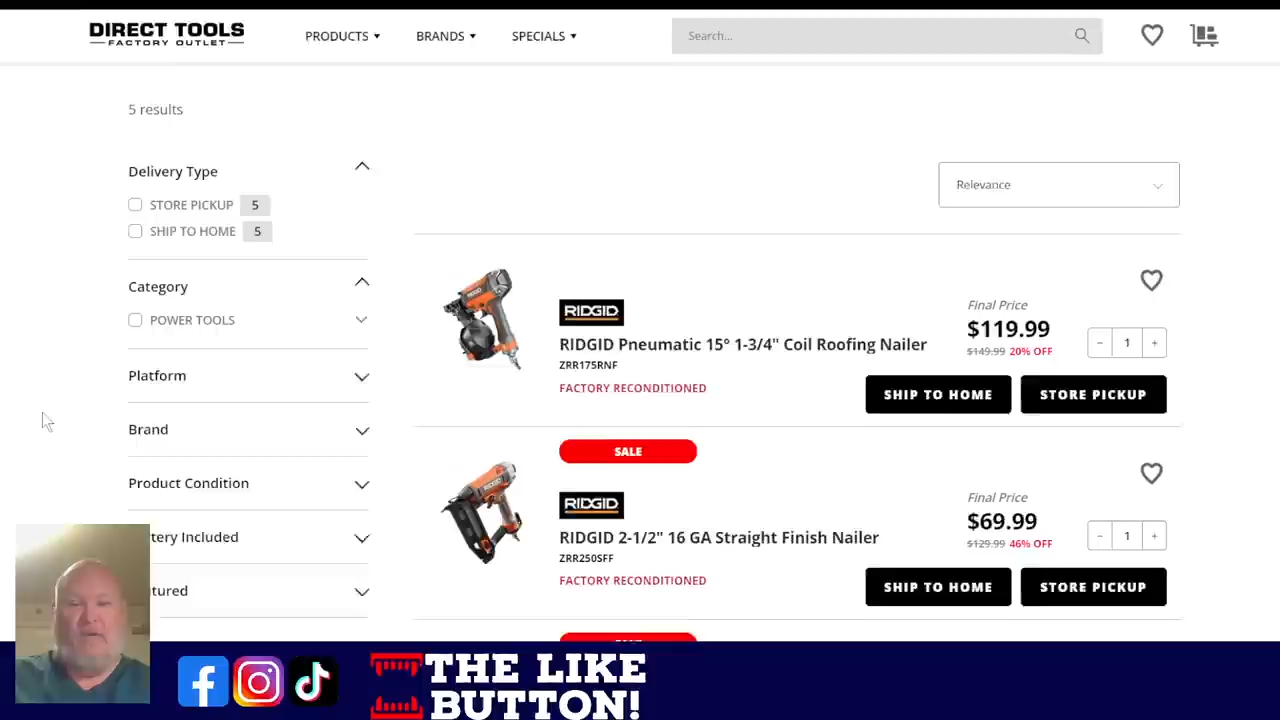 DIRECT TOOLS
FACTORY OUTLET
PRODUCTS
BRANDS
SPECIALS
Search...
5 results
Delivery Type
STORE PICKUP 5
SHIP TO HOME 5
Category
POWER TOOLS
Platform
Brand
Product Condition
tery Included
tured
Relevance
RIDGID
RIDGID Pneumatic 15° 1-3/4" Coil Roofing Nailer
ZRR175RNF
FACTORY RECONDITIONED
Final Price
$119.99
$149.99 20% OFF
− 1 +
SHIP TO HOME
STORE PICKUP
SALE
RIDGID
RIDGID 2-1/2" 16 GA Straight Finish Nailer
ZRR250SFF
FACTORY RECONDITIONED
Final Price
$69.99
$129.99 46% OFF
− 1 +
SHIP TO HOME
STORE PICKUP
THE LIKE
BUTTON!